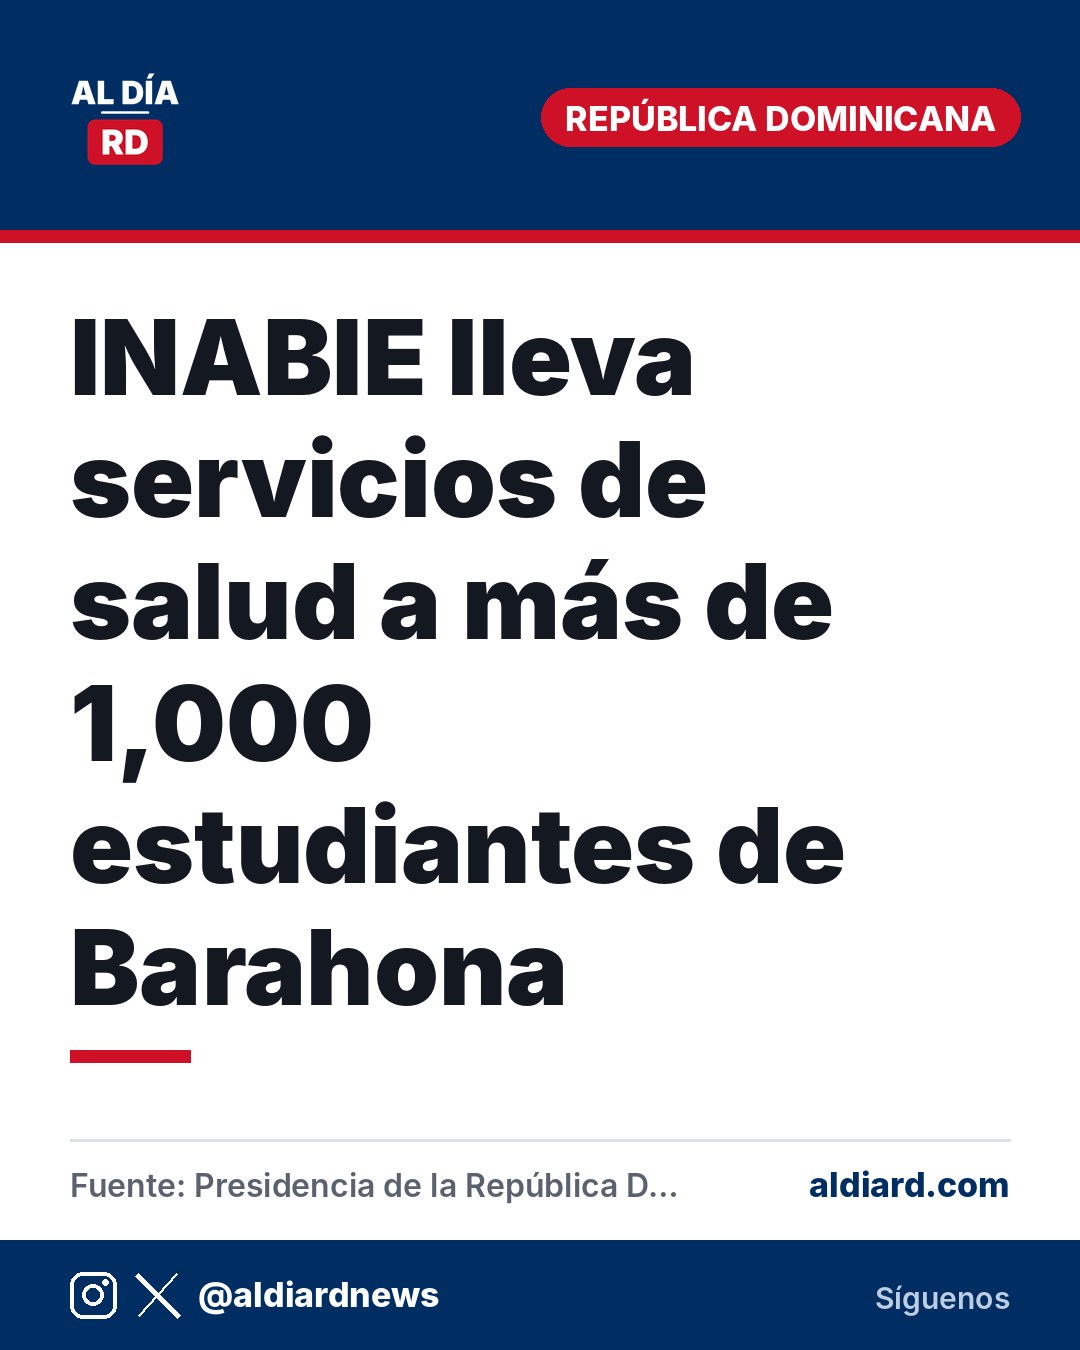 AL DÍA
RD
REPÚBLICA DOMINICANA
INABIE lleva
servicios de
salud a más de
1,000
estudiantes de
Barahona
Fuente: Presidencia de la República D...
aldiard.com
@aldiardnews
Síguenos